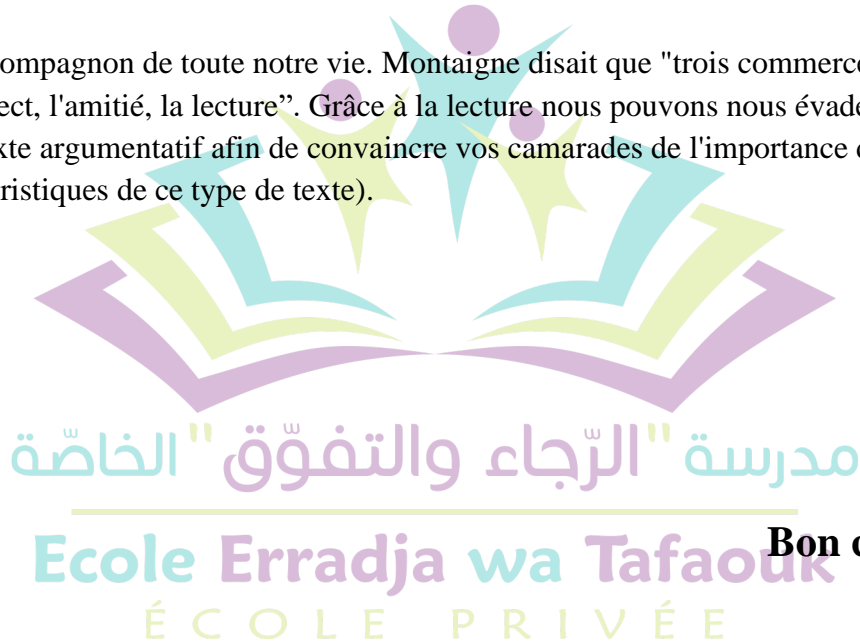 ompagnon de toute notre vie. Montaigne disait que "trois commerce
ect, l'amitié, la lecture”. Grâce à la lecture nous pouvons nous évade
xte argumentatif afin de convaincre vos camarades de l'importance
ristiques de ce type de texte).
مدرسة "الرّجاء والتفوّق" الخاصّة
Bon
Ecole Erradja wa Tafaouk
ÉCOLE PRIVÉE